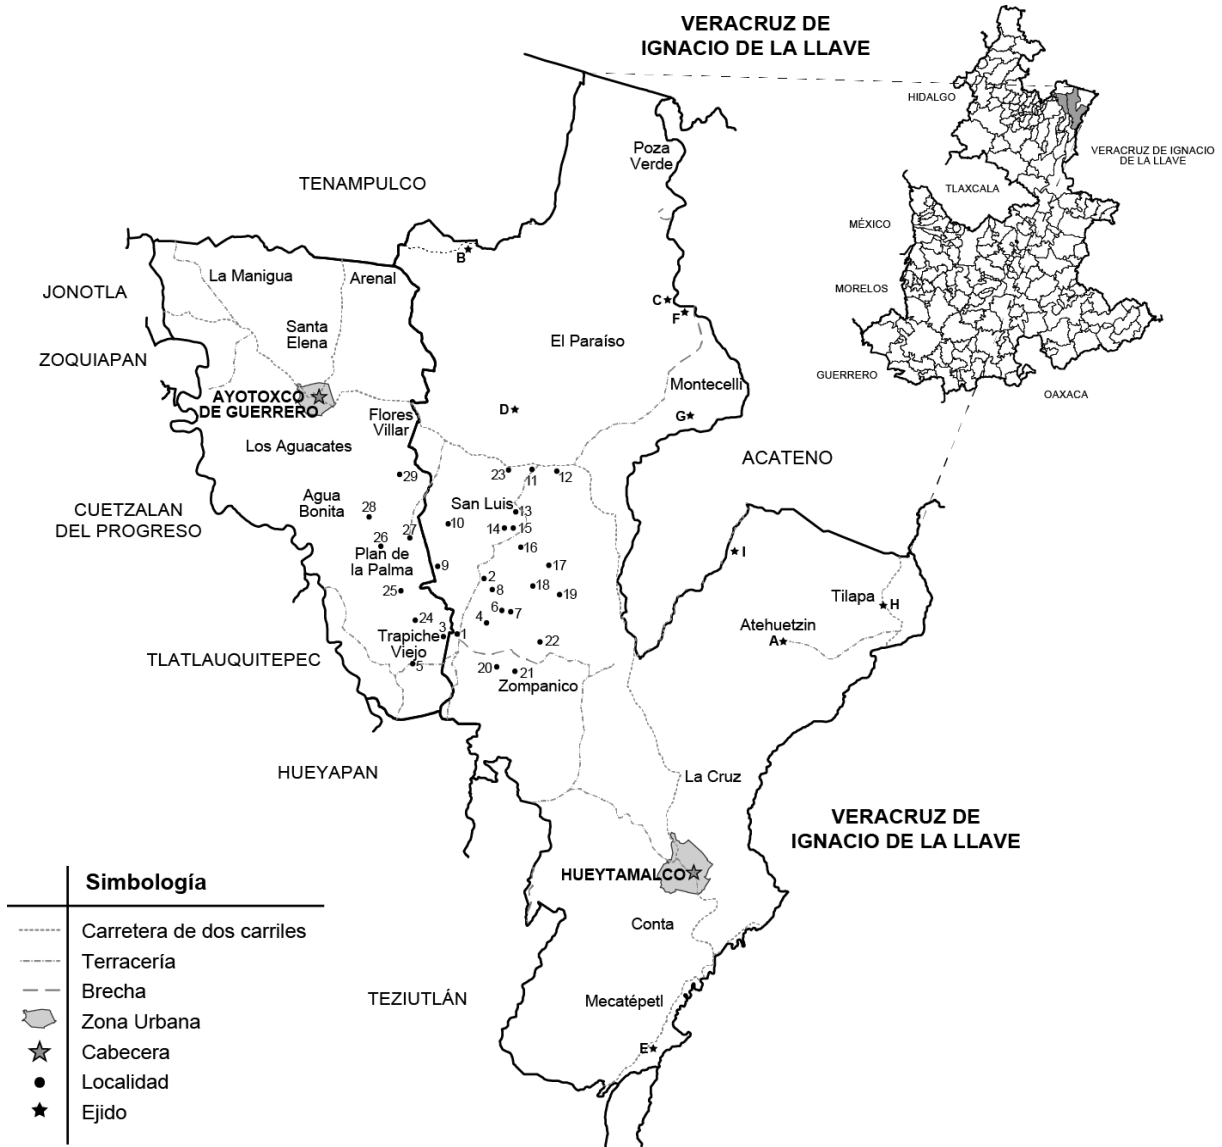 VERACRUZ DE
IGNACIO DE LA LLAVE
HIDALGO
VERACRUZ DE IGNACIO
DE LA LLAVE
TLAXCALA
MÉXICO
MORELOS
GUERRERO
OAXACA
Poza
Verde
TENAMPULCO
B
La Manigua
Arenal
JONOTLA
C
F
Santa
Elena
El Paraíso
ZOQUIAPAN
Montecelli
AYOTOXCO
DE GUERRERO
Flores
Villar
D
G
Los Aguacates
ACATENO
23
11
12
29
Agua
Bonita
San Luis
CUETZALAN
DEL PROGRESO
28
10
13
14
15
27
26
16
I
Plan de
la Palma
9
17
2
18
8
19
25
Tilapa
H
6
7
24
4
3
1
Atehuetzin
A
Trapiche
Viejo
22
TLATLAUQUITEPEC
5
20
21
Zompanico
HUEYAPAN
La Cruz
VERACRUZ DE
IGNACIO DE LA LLAVE
HUEYTAMALCO
Conta
TEZIUTLÁN
Mecatépetl
E
Simbología
Carretera de dos carriles
Terracería
Brecha
Zona Urbana
Cabecera
Localidad
Ejido